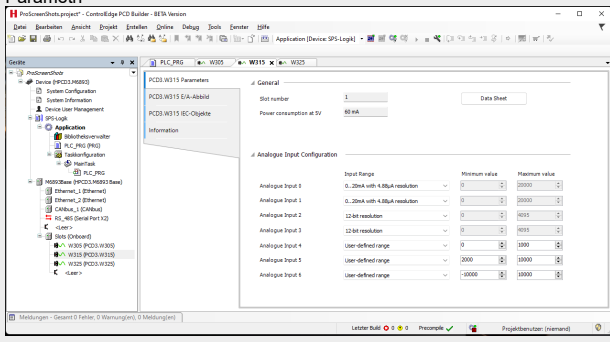 Parameth
ProScreenShots.project* - ControlEdge PCD Builder - BETA Version
Datei Bearbeiten Ansicht Projekt Erstellen Online Debug Tools Fenster Hilfe
Application [Device: SPS-Logik]
Geräte
ProScreenShots
Device (HPCD3.M6893)
System Configuration
System Information
Device User Management
SPS-Logik
Application
Bibliotheksverwalter
PLC_PRG (PRG)
Taskkonfiguration
MainTask
PLC_PRG
M6893Base (HPCD3.M6893 Base)
Ethernet_1 (Ethernet)
Ethernet_2 (Ethernet)
CANbus_1 (CANbus)
RS_485 (Serial Port X2)
<Leer>
Slots (Onboard)
W305 (PCD3.W305)
W315 (PCD3.W315)
W325 (PCD3.W325)
<Leer>
PLC_PRG W305 W315 W325
PCD3.W315 Parameters
PCD3.W315 E/A-Abbild
PCD3.W315 IEC-Objekte
Information
General
Slot number 1 Data Sheet
Power consumption at 5V 60 mA
Analogue Input Configuration
Input Range Minimum value Maximum value
Analogue Input 0 0...20mA with 4.88µA resolution 0 20000
Analogue Input 1 0...20mA with 4.88µA resolution 0 20000
Analogue Input 2 12-bit resolution 0 4095
Analogue Input 3 12-bit resolution 0 4095
Analogue Input 4 User-defined range 0 1000
Analogue Input 5 User-defined range 2000 10000
Analogue Input 6 User-defined range -10000 10000
Meldungen - Gesamt 0 Fehler, 0 Warnung(en), 0 Meldung(en)
Letzter Build 0 0 Precompile Projektbenutzer: (niemand)